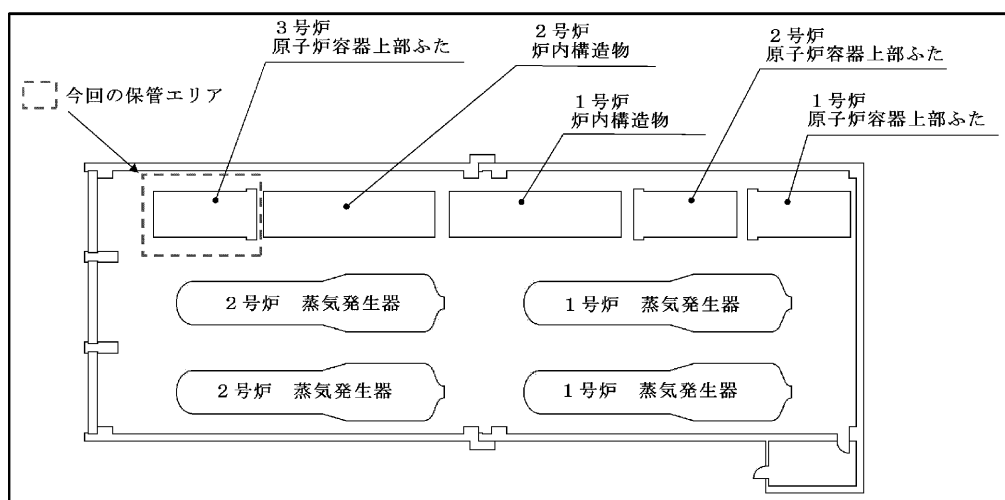 3号炉
原子炉容器上部ふた
2号炉
炉内構造物
2号炉
原子炉容器上部ふた
1号炉
炉内構造物
1号炉
原子炉容器上部ふた
今回の保管エリア
2号炉 蒸気発生器
1号炉 蒸気発生器
2号炉 蒸気発生器
1号炉 蒸気発生器